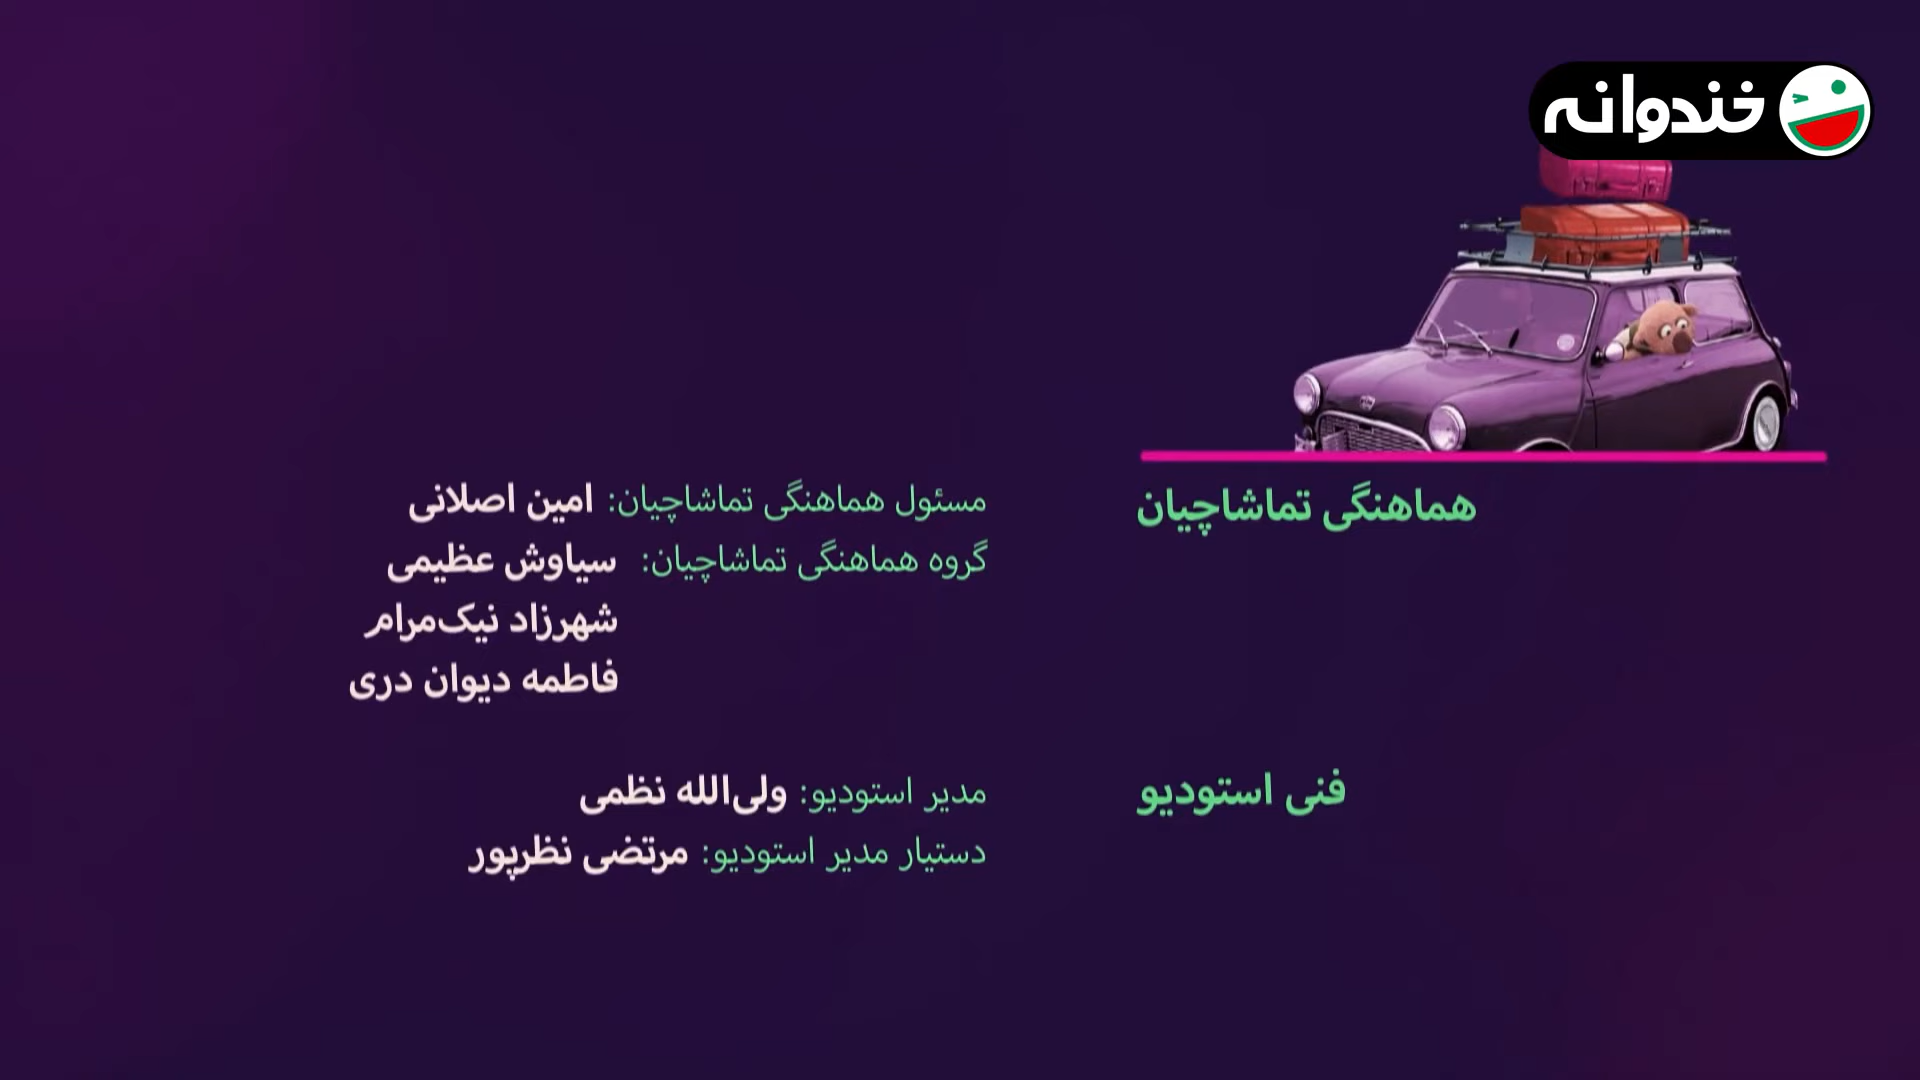 خندوانه
هماهنگی تماشاچیان
مسئول هماهنگی تماشاچیان: امین اصلانی
گروه هماهنگی تماشاچیان: سیاوش عظیمی
شهرزاد نیک‌مرام
فاطمه دیوان دری
فنی استودیو
مدیر استودیو: ولی‌الله نظمی
دستیار مدیر استودیو: مرتضی نظرپور